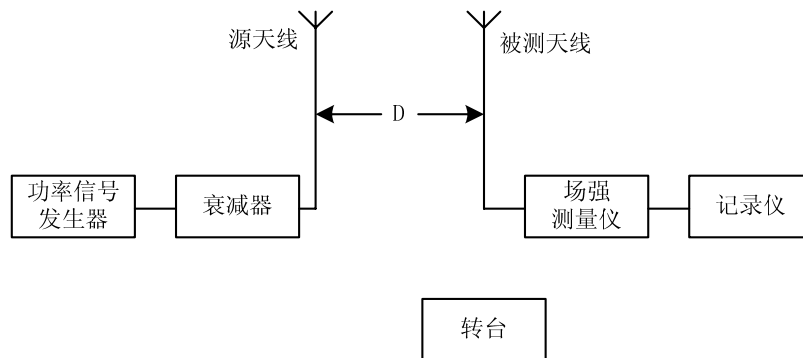 源天线
被测天线
D
功率信号
发生器
衰减器
场强
测量仪
记录仪
转台